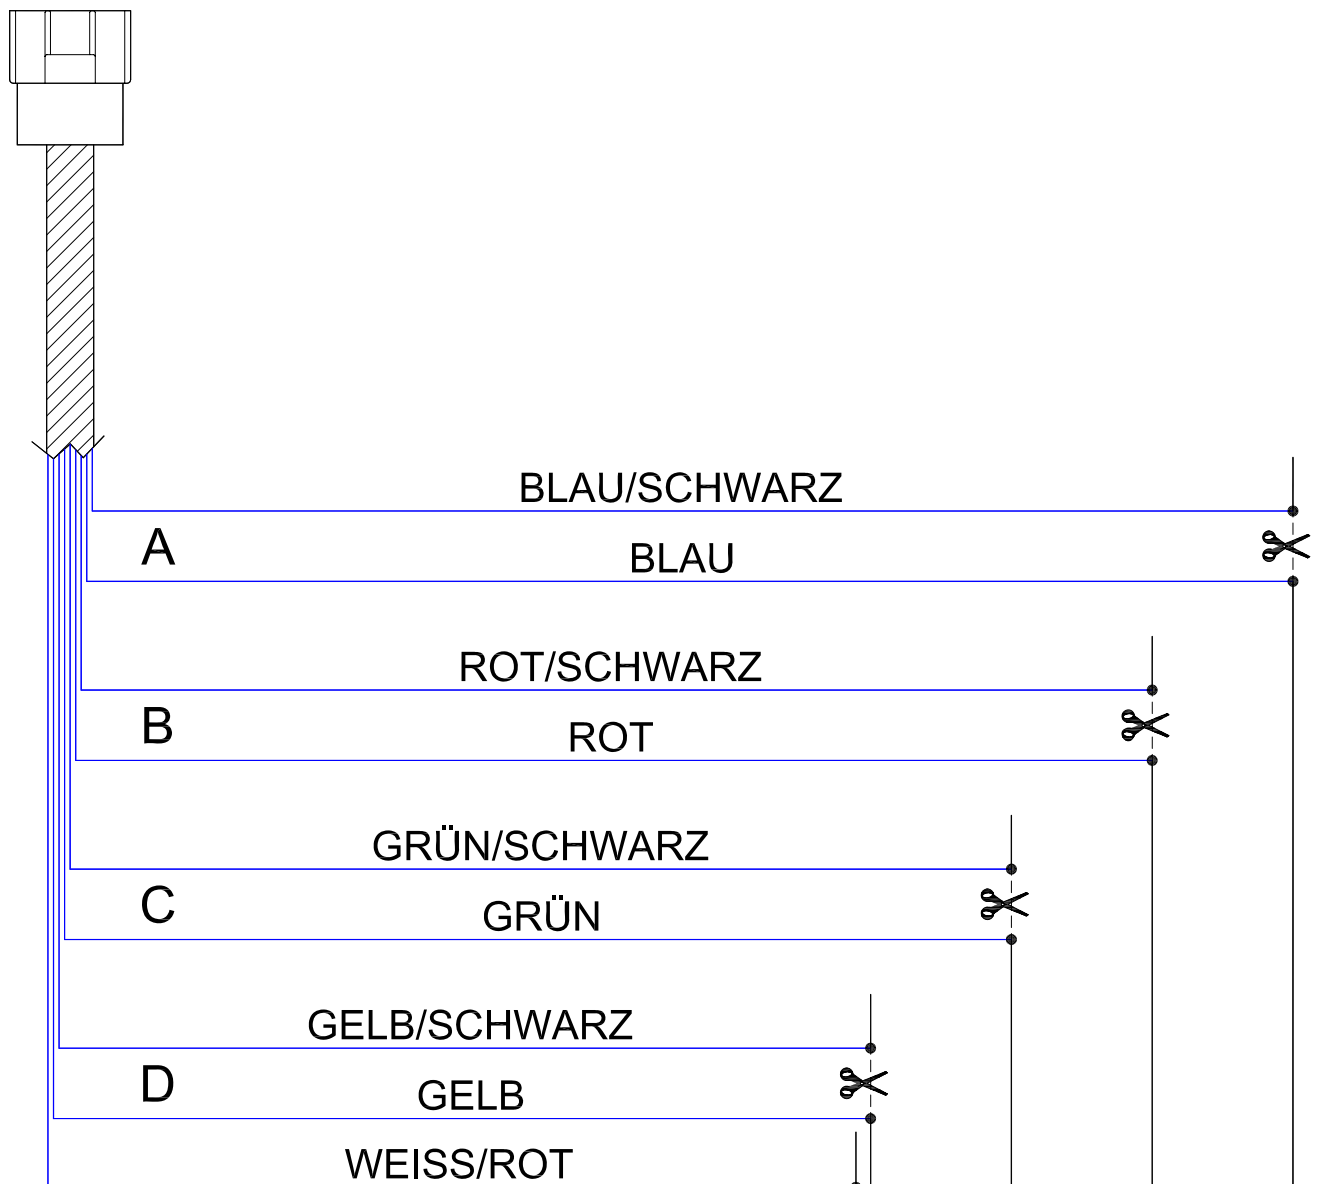 BLAU/SCHWARZ
A
BLAU
ROT/SCHWARZ
B
ROT
GRÜN/SCHWARZ
C
GRÜN
GELB/SCHWARZ
D
GELB
WEISS/ROT